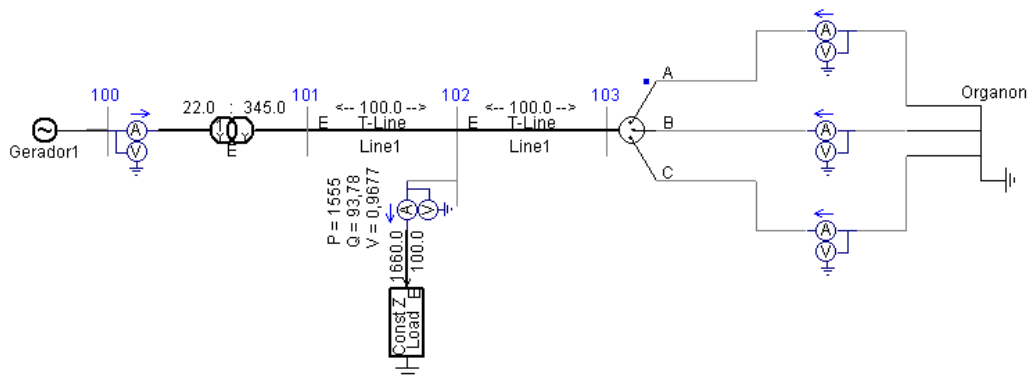 100
22.0 : 345.0
101
<-- 100.0 -->
102
<-- 100.0 -->
103
A
B
C
Organon
Gerador1
A
V
Y
Y
E
E
T-Line
Line1
E
T-Line
Line1
A
V
A
V
A
V
P = 1555
Q = 93,78
V = 0,9677
A
V
1660.0
100.0
E
Const Z
Load